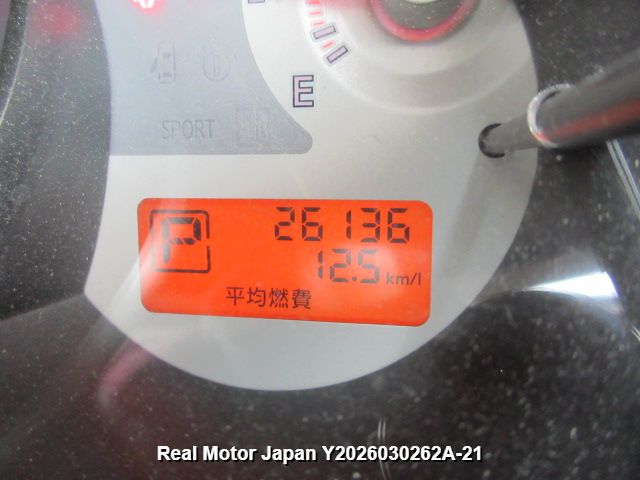 E
SPORT
P
26136
12.5 km/l
平均燃費
Real Motor Japan Y2026030262A-21